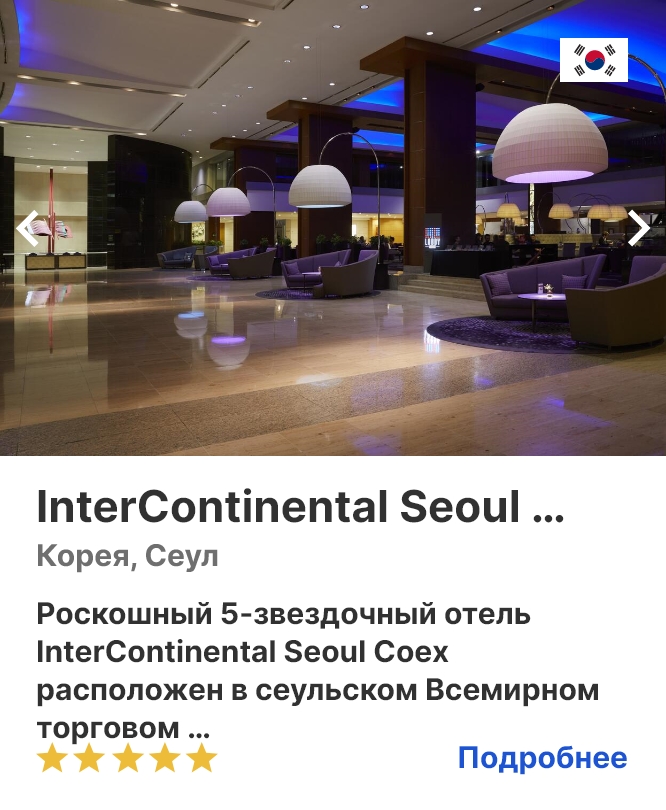 InterContinental Seoul ...
Корея, Сеул
Роскошный 5-звездочный отель
InterContinental Seoul Coex
расположен в сеульском Всемирном
торговом ...
Подробнее